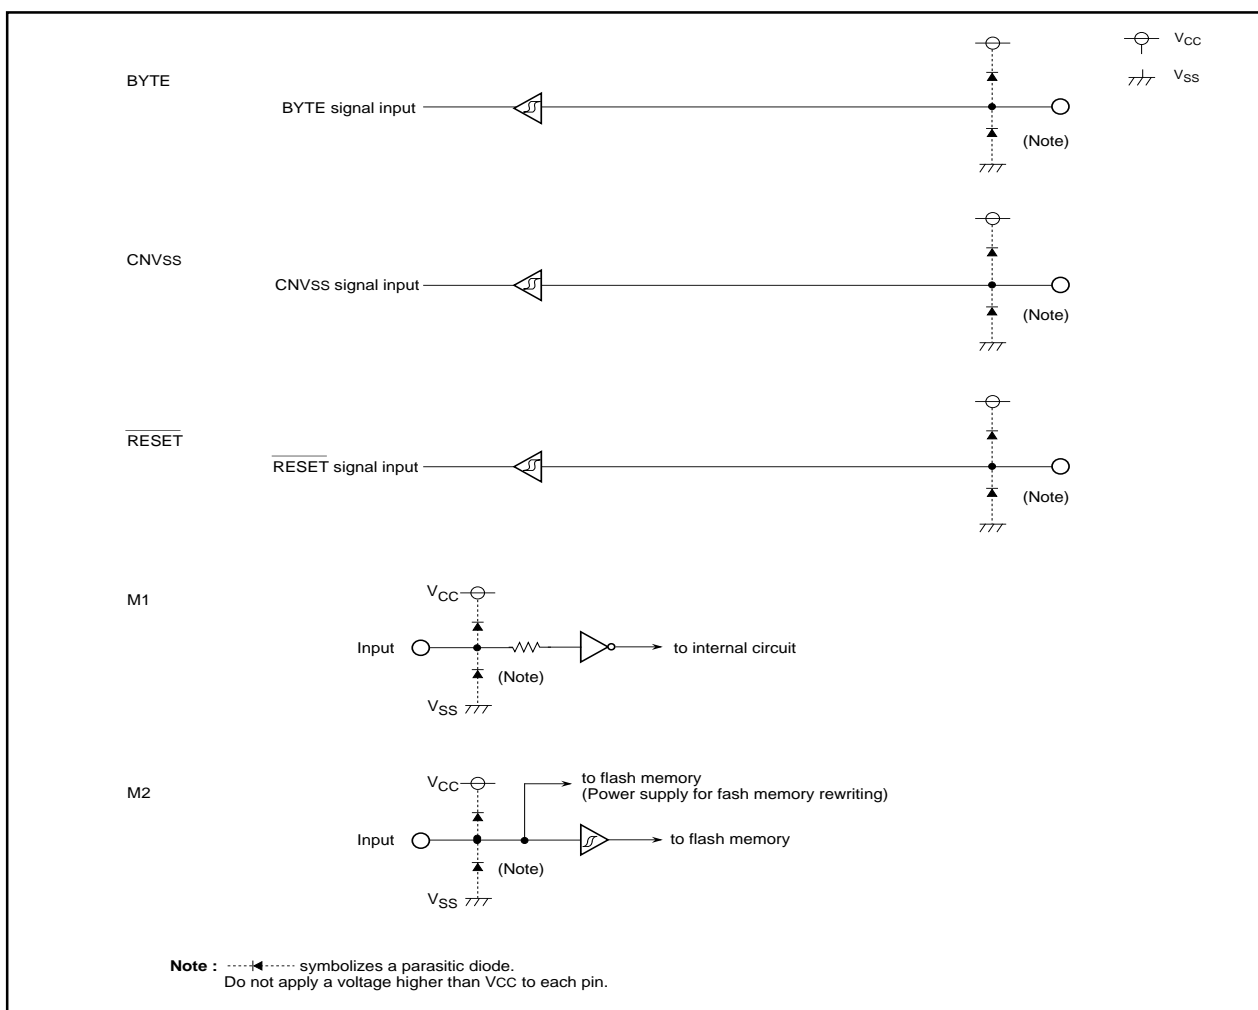 VCC
VSS
BYTE
BYTE signal input
(Note)
CNVSS
CNVSS signal input
(Note)
RESET
RESET signal input
(Note)
M1
VCC
Input
to internal circuit
(Note)
VSS
M2
VCC
to flash memory
(Power supply for fash memory rewriting)
Input
to flash memory
(Note)
VSS
Note : symbolizes a parasitic diode.
Do not apply a voltage higher than VCC to each pin.